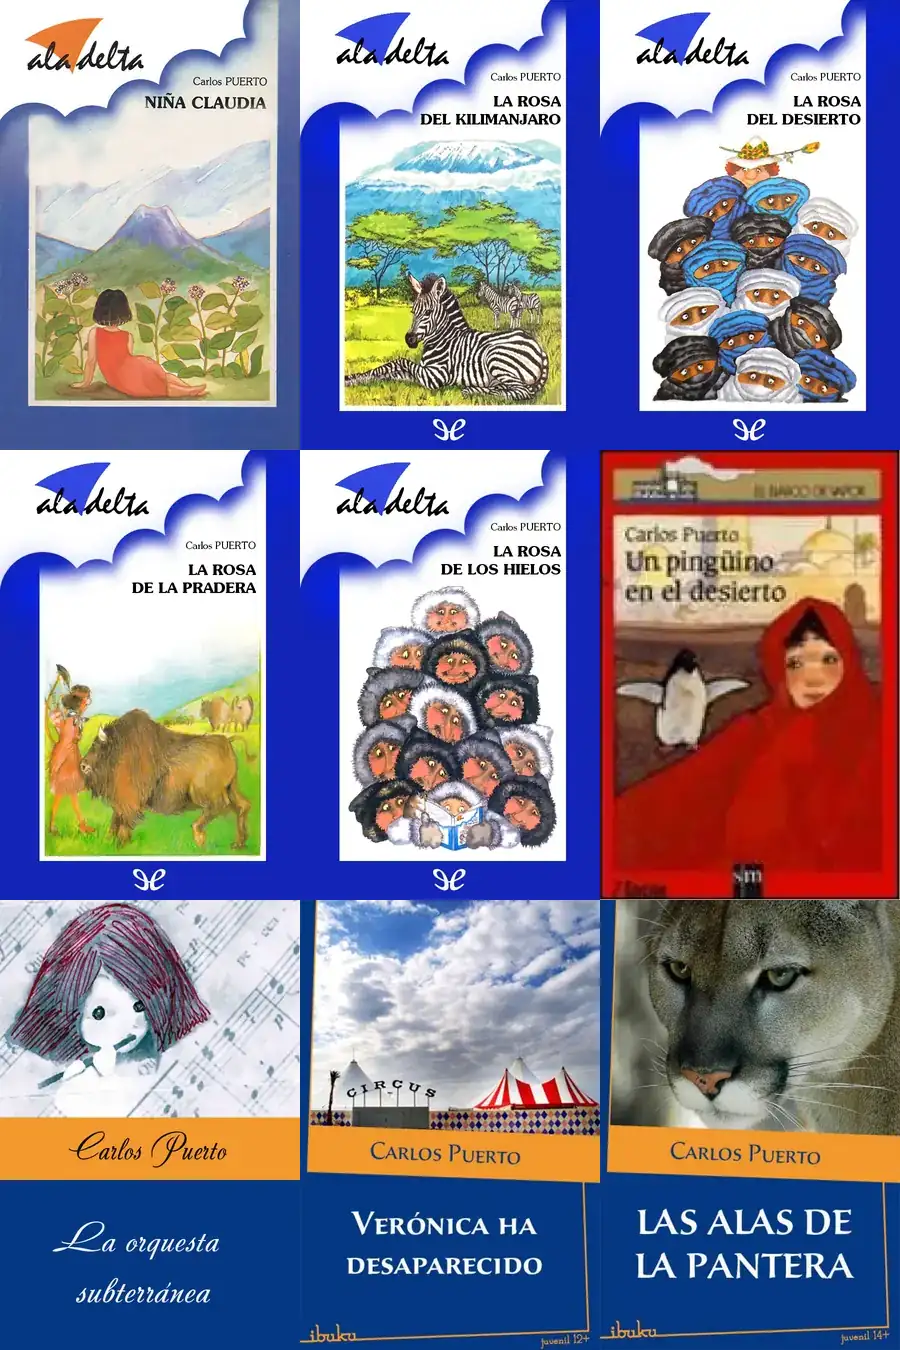 ala delta
Carlos PUERTO
NIÑA CLAUDIA
ala delta
Carlos PUERTO
LA ROSA
DEL KILIMANJARO
ala delta
Carlos PUERTO
LA ROSA
DEL DESIERTO
ala delta
Carlos PUERTO
LA ROSA
DE LA PRADERA
ala delta
Carlos PUERTO
LA ROSA
DE LOS HIELOS
EL BARCO DE VAPOR
Carlos Puerto
Un pingüino
en el desierto
sm
Carlos Puerto
La orquesta
subterránea
CIRCUS
CARLOS PUERTO
VERÓNICA HA
DESAPARECIDO
ibuku
juvenil 12+
CARLOS PUERTO
LAS ALAS DE
LA PANTERA
ibuku
juvenil 14+